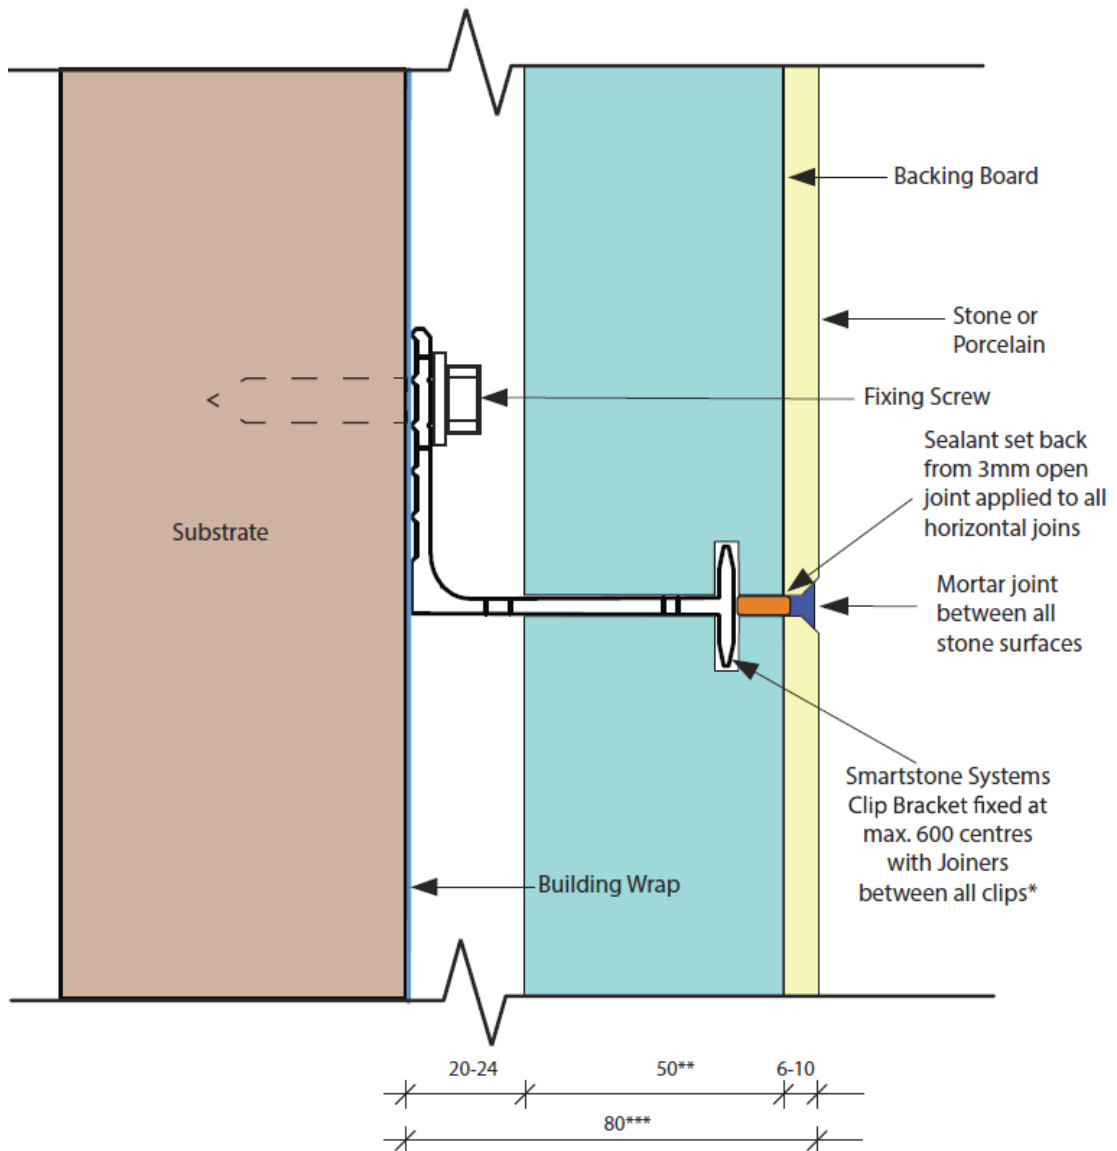 Backing Board
Stone or
Porcelain
Fixing Screw
Sealant set back
from 3mm open
joint applied to all
horizontal joins
Substrate
Mortar joint
between all
stone surfaces
Smartstone Systems
Clip Bracket fixed at
max. 600 centres
with Joiners
between all clips*
Building Wrap
20-24
50**
6-10
80***